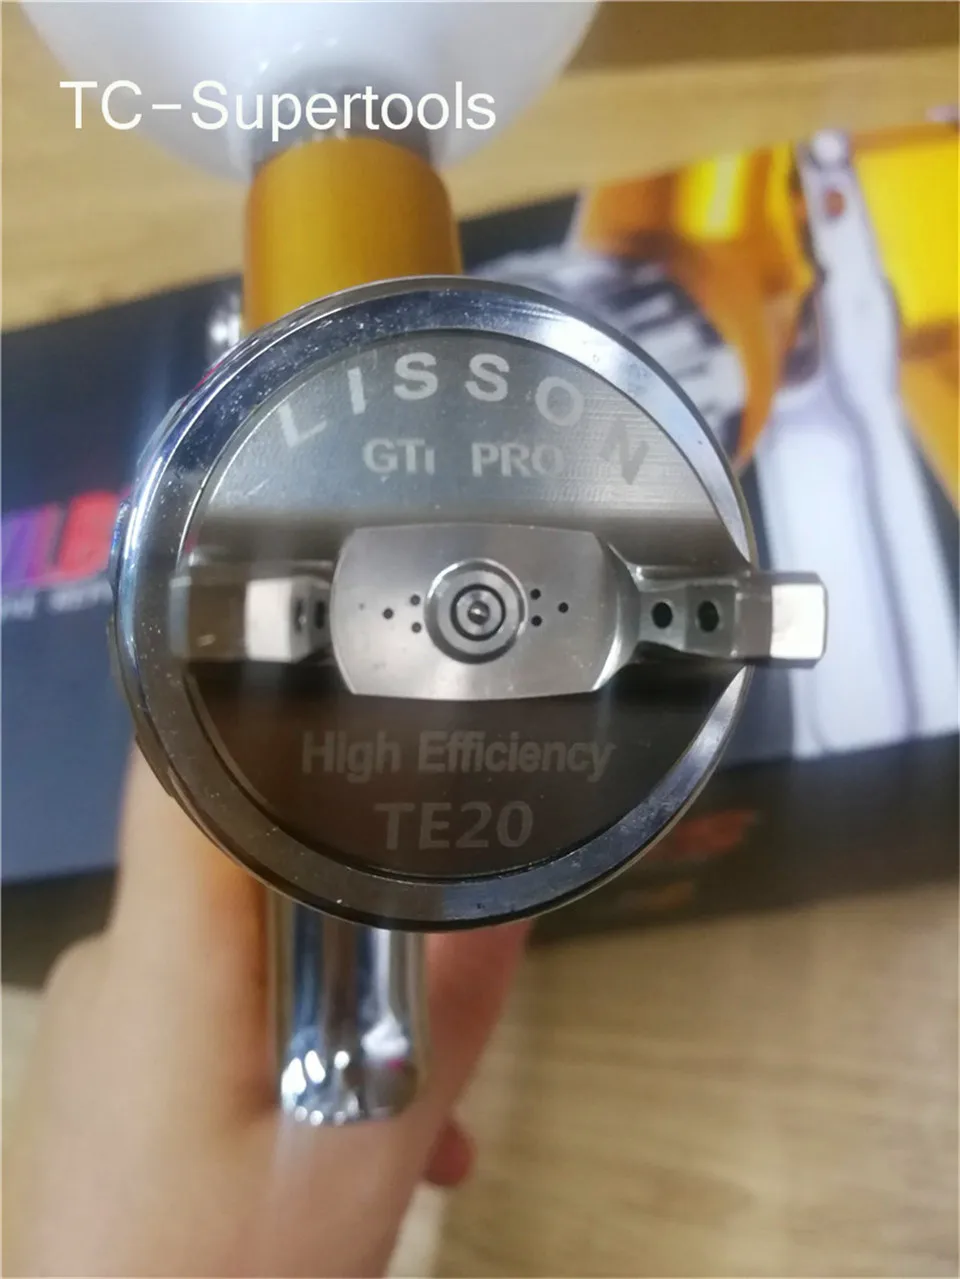 TC-Supertools
LISSON
GTi PRO
High Efficiency
TE20